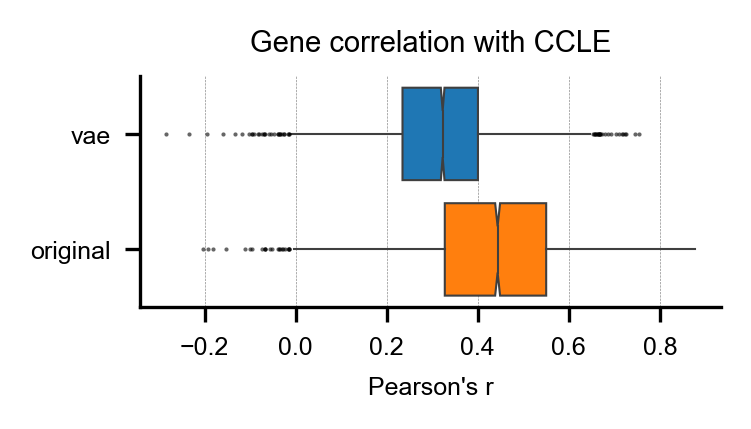 Gene correlation with CCLE
vae
original
−0.2 0.0 0.2 0.4 0.6 0.8
Pearson's r